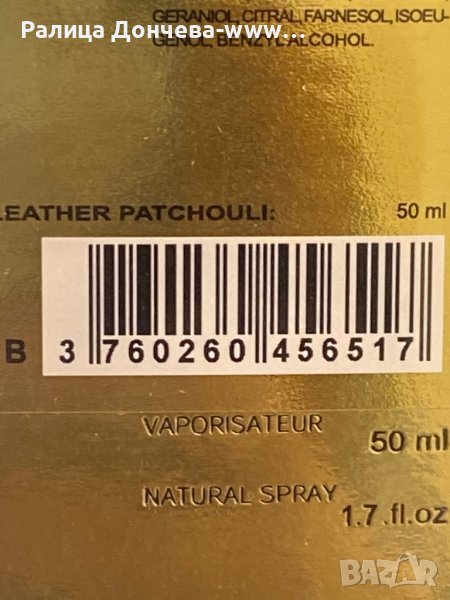 GERANIOL, CITRAL, FARNESOL, ISOEU-
Ралица Дончева-www...
GENOL, BENZYL ALCOHOL.
LEATHER PATCHOULI: 50 ml
B 3 760260 456517
VAPORISATEUR 50 ml
NATURAL SPRAY 1.7.fl.oz
BAZAR